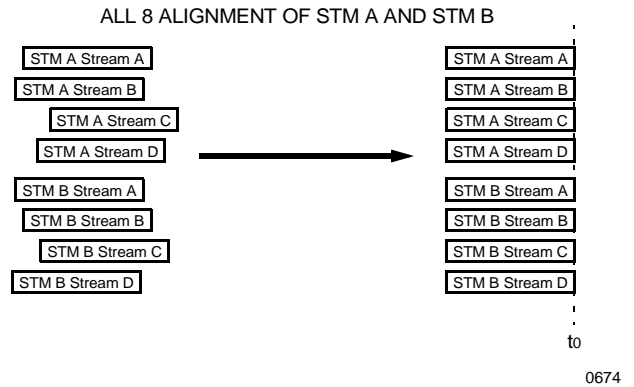 ALL 8 ALIGNMENT OF STM A AND STM B
STM A Stream A
STM A Stream B
STM A Stream C
STM A Stream D
STM B Stream A
STM B Stream B
STM B Stream C
STM B Stream D
STM A Stream A
STM A Stream B
STM A Stream C
STM A Stream D
STM B Stream A
STM B Stream B
STM B Stream C
STM B Stream D
t0
0674